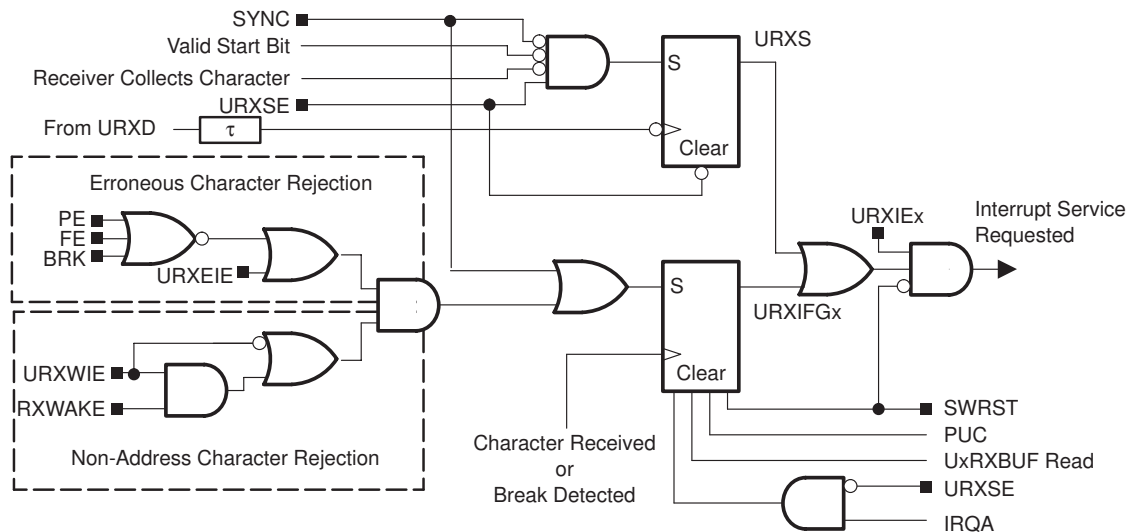 SYNC
Valid Start Bit
Receiver Collects Character
URXSE
From URXD
τ
S
URXS
Clear
Erroneous Character Rejection
PE
FE
BRK
URXEIE
URXIEx
Interrupt Service
Requested
S
URXIFGx
Clear
URXWIE
RXWAKE
Non-Address Character Rejection
Character Received
or
Break Detected
SWRST
PUC
UxRXBUF Read
URXSE
IRQA